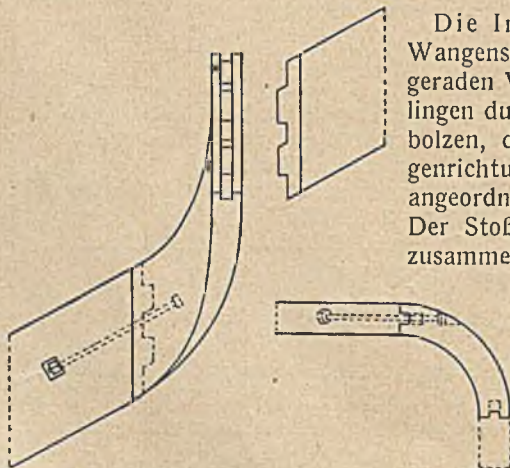 Die In
Wangens
geraden V
lingen du
bolzen, d
genrichtu
angeordn
Der Stoß
zusamme